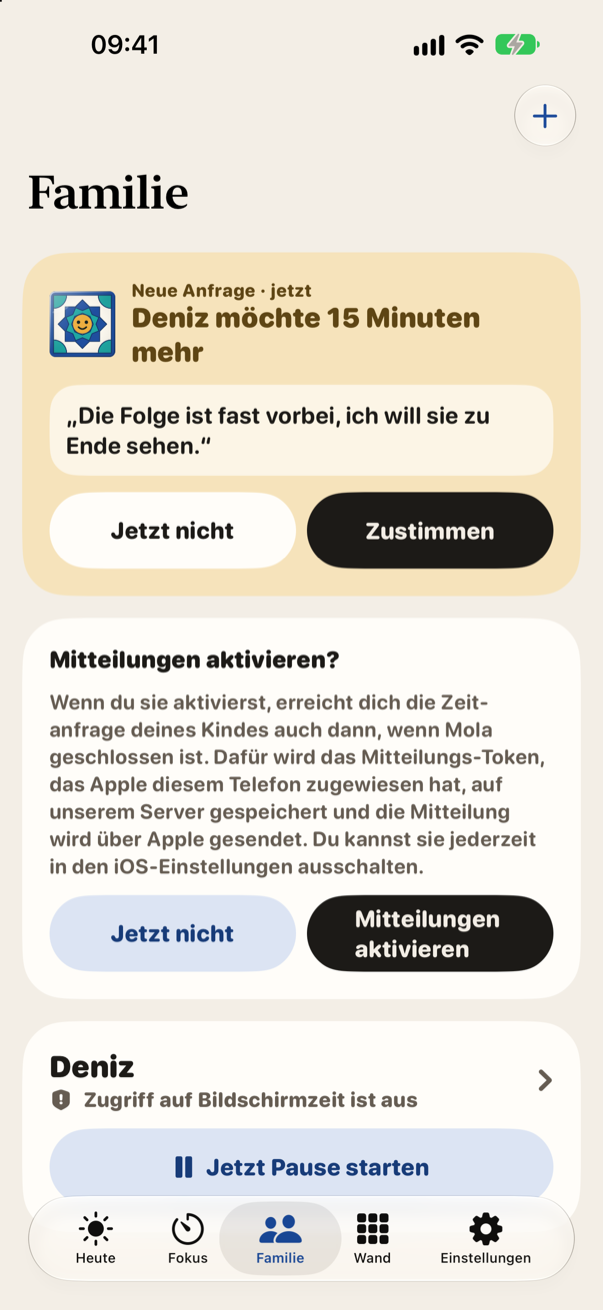 09:41
Familie
Neue Anfrage · jetzt
Deniz möchte 15 Minuten
mehr
„Die Folge ist fast vorbei, ich will sie zu
Ende sehen.“
Jetzt nicht
Zustimmen
Mitteilungen aktivieren?
Wenn du sie aktivierst, erreicht dich die Zeit-
anfrage deines Kindes auch dann, wenn Mola
geschlossen ist. Dafür wird das Mitteilungs-Token,
das Apple diesem Telefon zugewiesen hat, auf
unserem Server gespeichert und die Mitteilung
wird über Apple gesendet. Du kannst sie jederzeit
in den iOS-Einstellungen ausschalten.
Jetzt nicht
Mitteilungen
aktivieren
Deniz
Zugriff auf Bildschirmzeit ist aus
Jetzt Pause starten
Heute
Fokus
Familie
Wand
Einstellungen